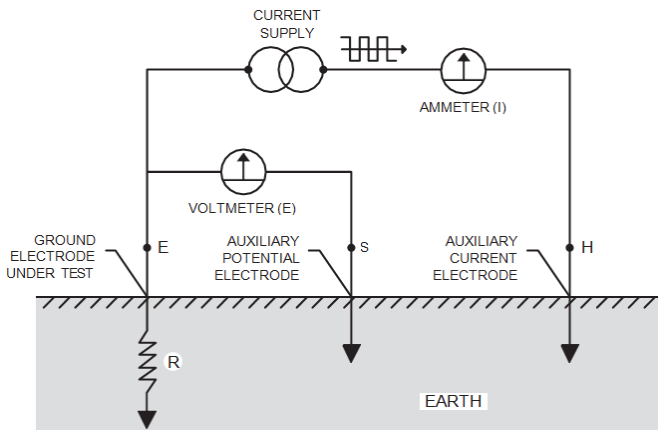 CURRENT
SUPPLY
AMMETER (I)
VOLTMETER (E)
GROUND
ELECTRODE
UNDER TEST
E
AUXILIARY
POTENTIAL
ELECTRODE
S
AUXILIARY
CURRENT
ELECTRODE
H
R
EARTH